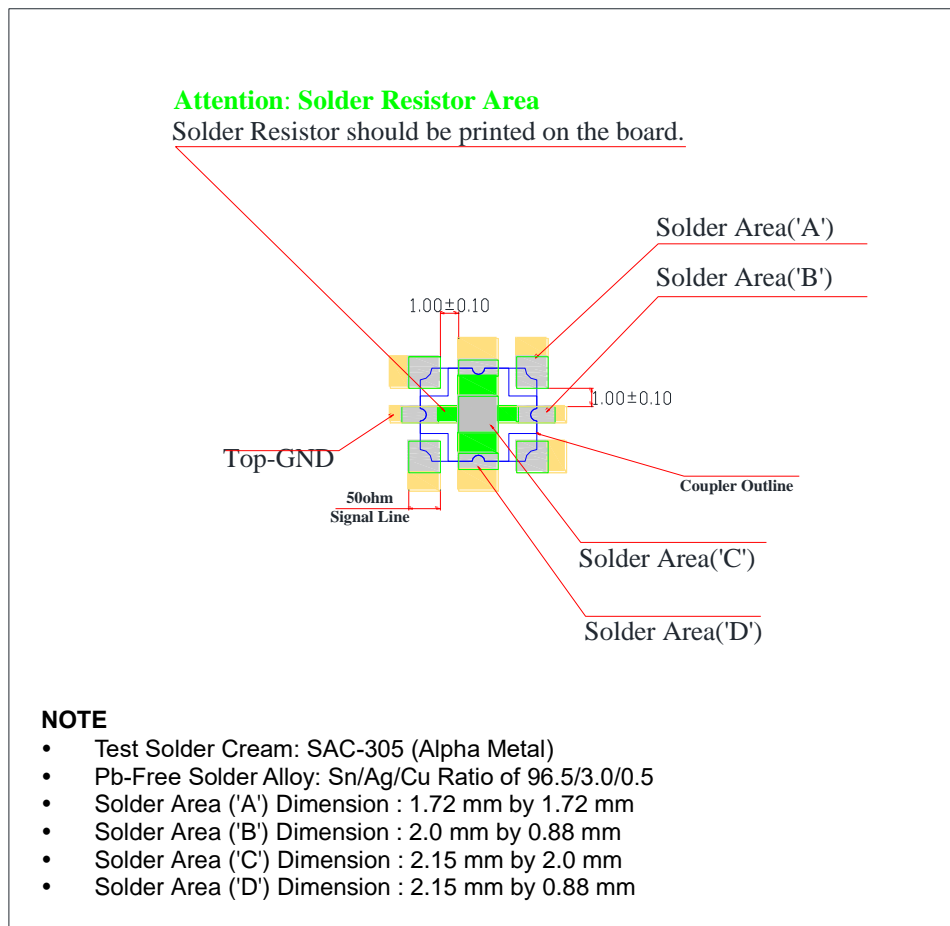 Attention: Solder Resistor Area
Solder Resistor should be printed on the board.
Solder Area('A')
Solder Area('B')
1.00±0.10
1.00±0.10
Top-GND
50ohm
Signal Line
Coupler Outline
Solder Area('C')
Solder Area('D')
NOTE
• Test Solder Cream: SAC-305 (Alpha Metal)
• Pb-Free Solder Alloy: Sn/Ag/Cu Ratio of 96.5/3.0/0.5
• Solder Area ('A') Dimension : 1.72 mm by 1.72 mm
• Solder Area ('B') Dimension : 2.0 mm by 0.88 mm
• Solder Area ('C') Dimension : 2.15 mm by 2.0 mm
• Solder Area ('D') Dimension : 2.15 mm by 0.88 mm